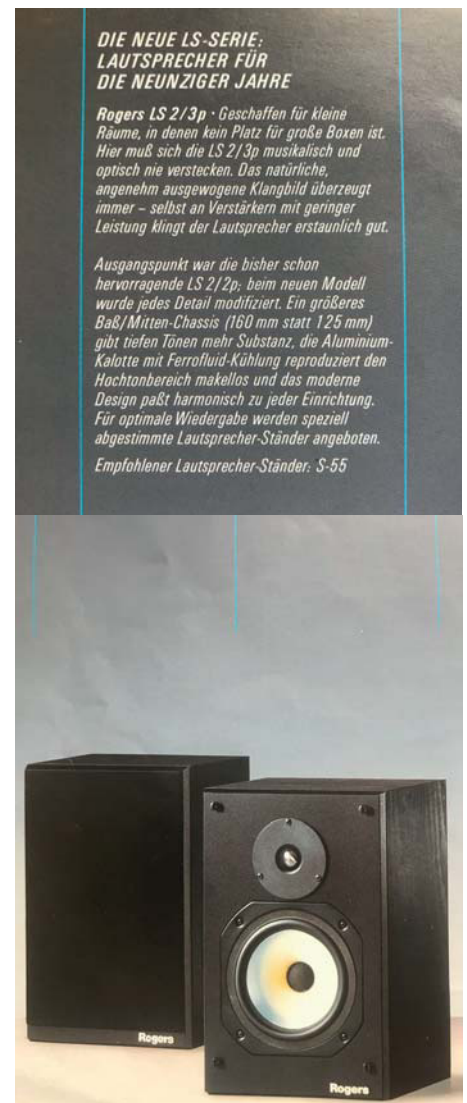 DIE NEUE LS-SERIE:
LAUTSPRECHER FÜR
DIE NEUNZIGER JAHRE
Rogers LS 2/3p · Geschaffen für kleine
Räume, in denen kein Platz für große Boxen ist.
Hier muß sich die LS 2/3p musikalisch und
optisch nie verstecken. Das natürliche,
angenehm ausgewogene Klangbild überzeugt
immer – selbst an Verstärkern mit geringer
Leistung klingt der Lautsprecher erstaunlich gut.
Ausgangspunkt war die bisher schon
hervorragende LS 2/2p; beim neuen Modell
wurde jedes Detail modifiziert. Ein größeres
Baß/Mitten-Chassis (160 mm statt 125 mm)
gibt tiefen Tönen mehr Substanz, die Aluminium-
Kalotte mit Ferrofluid-Kühlung reproduziert den
Hochtonbereich makellos und das moderne
Design paßt harmonisch zu jeder Einrichtung.
Für optimale Wiedergabe werden speziell
abgestimmte Lautsprecher-Ständer angeboten.
Empfohlener Lautsprecher-Ständer: S-55
Rogers
Rogers